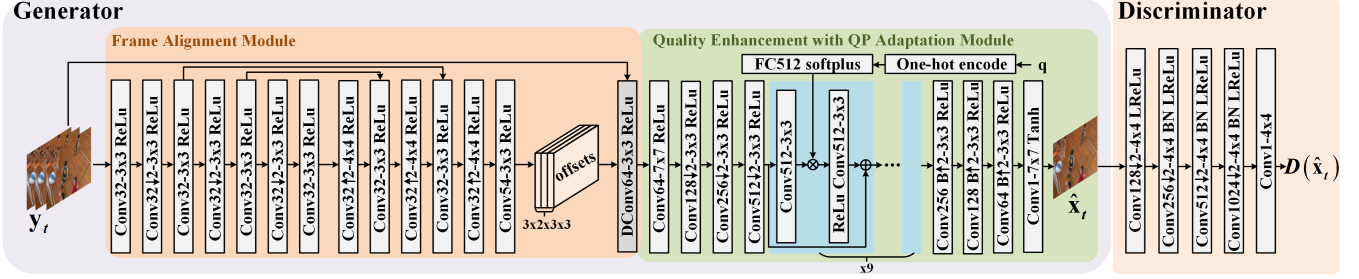 Generator
Discriminator
Frame Alignment Module
Quality Enhancement with QP Adaptation Module
FC512 softplus
One-hot encode
q
y_t
Conv32-3x3 ReLu
Conv32↓2-3x3 ReLu
Conv32-3x3 ReLu
Conv32↓2-3x3 ReLu
Conv32-3x3 ReLu
Conv32↓2-3x3 ReLu
Conv32-3x3 ReLu
Conv32↑2-4x4 ReLu
Conv32-3x3 ReLu
Conv32↑2-4x4 ReLu
Conv32-3x3 ReLu
Conv32↑2-4x4 ReLu
Conv54-3x3 ReLu
offsets
3x2x3x3
DConv64-3x3 ReLu
Conv64-7x7 ReLu
Conv128↓2-3x3 ReLu
Conv256↓2-3x3 ReLu
Conv512↓2-3x3 ReLu
Conv512-3x3
ReLu Conv512-3x3
x9
Conv256 B↑2-3x3 ReLu
Conv128 B↑2-3x3 ReLu
Conv64 B↑2-3x3 ReLu
Conv1-7x7 Tanh
x̂_t
Conv128↓2-4x4 LReLu
Conv256↓2-4x4 BN LReLu
Conv512↓2-4x4 BN LReLu
Conv1024↓2-4x4 BN LReLu
Conv1-4x4
D(x̂_t)